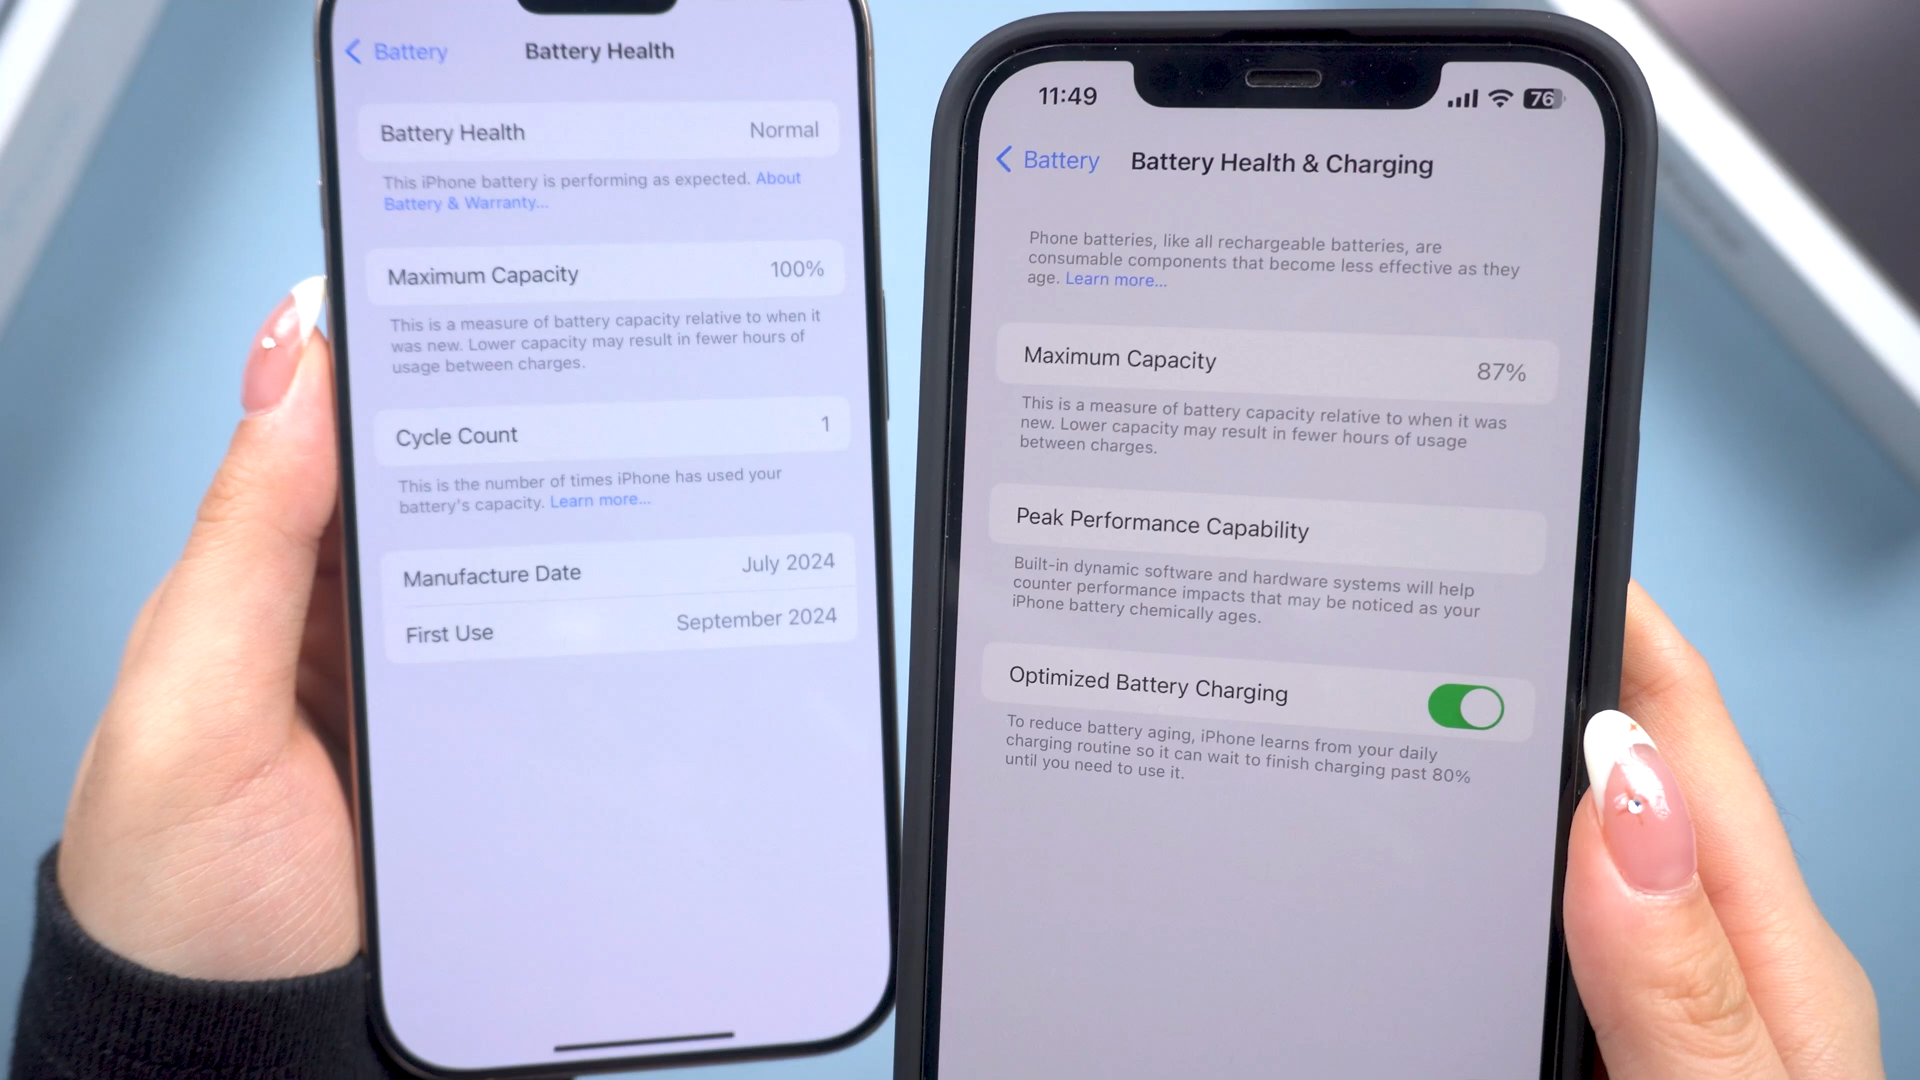 Battery
Battery Health
Battery Health
Normal
This iPhone battery is performing as expected. About
Battery & Warranty...
Maximum Capacity
100%
This is a measure of battery capacity relative to when it
was new. Lower capacity may result in fewer hours of
usage between charges.
Cycle Count
1
This is the number of times iPhone has used your
battery's capacity. Learn more...
Manufacture Date
July 2024
First Use
September 2024
11:49
76
Battery
Battery Health & Charging
Phone batteries, like all rechargeable batteries, are
consumable components that become less effective as they
age. Learn more...
Maximum Capacity
87%
This is a measure of battery capacity relative to when it was
new. Lower capacity may result in fewer hours of usage
between charges.
Peak Performance Capability
Built-in dynamic software and hardware systems will help
counter performance impacts that may be noticed as your
iPhone battery chemically ages.
Optimized Battery Charging
To reduce battery aging, iPhone learns from your daily
charging routine so it can wait to finish charging past 80%
until you need to use it.